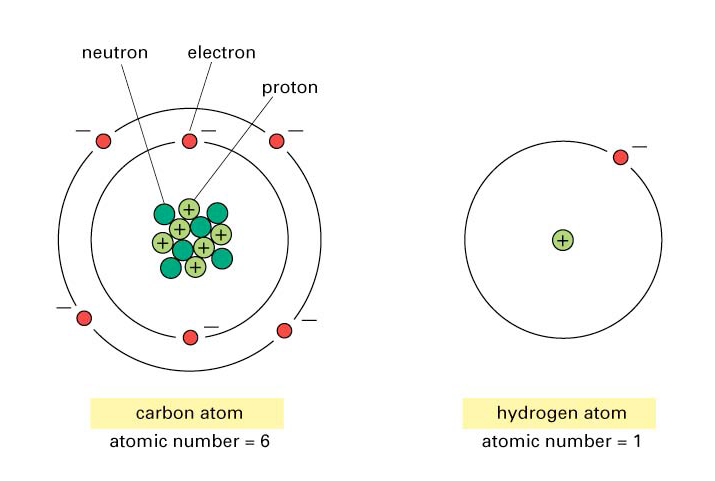 neutron electron
proton
carbon atom
atomic number = 6
hydrogen atom
atomic number = 1